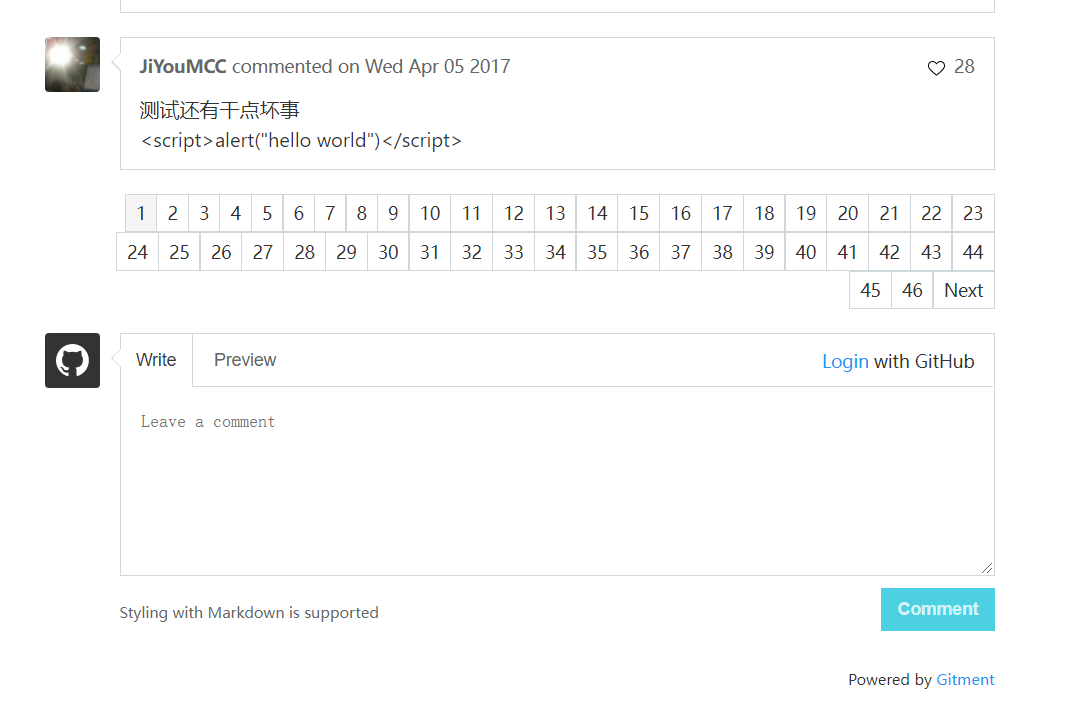 JiYouMCC commented on Wed Apr 05 2017 28
测试还有干点坏事
<script>alert("hello world")</script>
1 2 3 4 5 6 7 8 9 10 11 12 13 14 15 16 17 18 19 20 21 22 23
24 25 26 27 28 29 30 31 32 33 34 35 36 37 38 39 40 41 42 43 44
45 46 Next
Write Preview Login with GitHub
Leave a comment
Styling with Markdown is supported Comment
Powered by Gitment